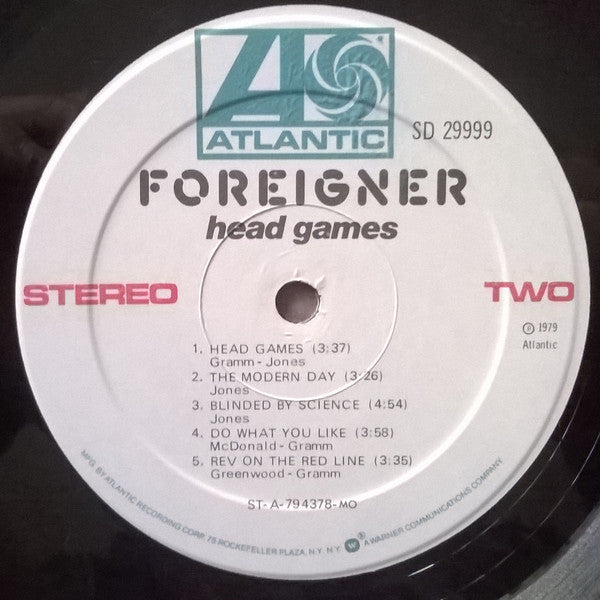 ATLANTIC
SD 29999
FOREIGNER
head games
STEREO
TWO
℗ 1979
Atlantic
1. HEAD GAMES (3:37)
Gramm - Jones
2. THE MODERN DAY (3:26)
Jones
3. BLINDED BY SCIENCE (4:54)
Jones
4. DO WHAT YOU LIKE (3:58)
McDonald - Gramm
5. REV ON THE RED LINE (3:35)
Greenwood - Gramm
ST-A-794378-MO
MFG. BY ATLANTIC RECORDING CORP. 75 ROCKEFELLER PLAZA, N.Y. N.Y. W ® A WARNER COMMUNICATIONS COMPANY